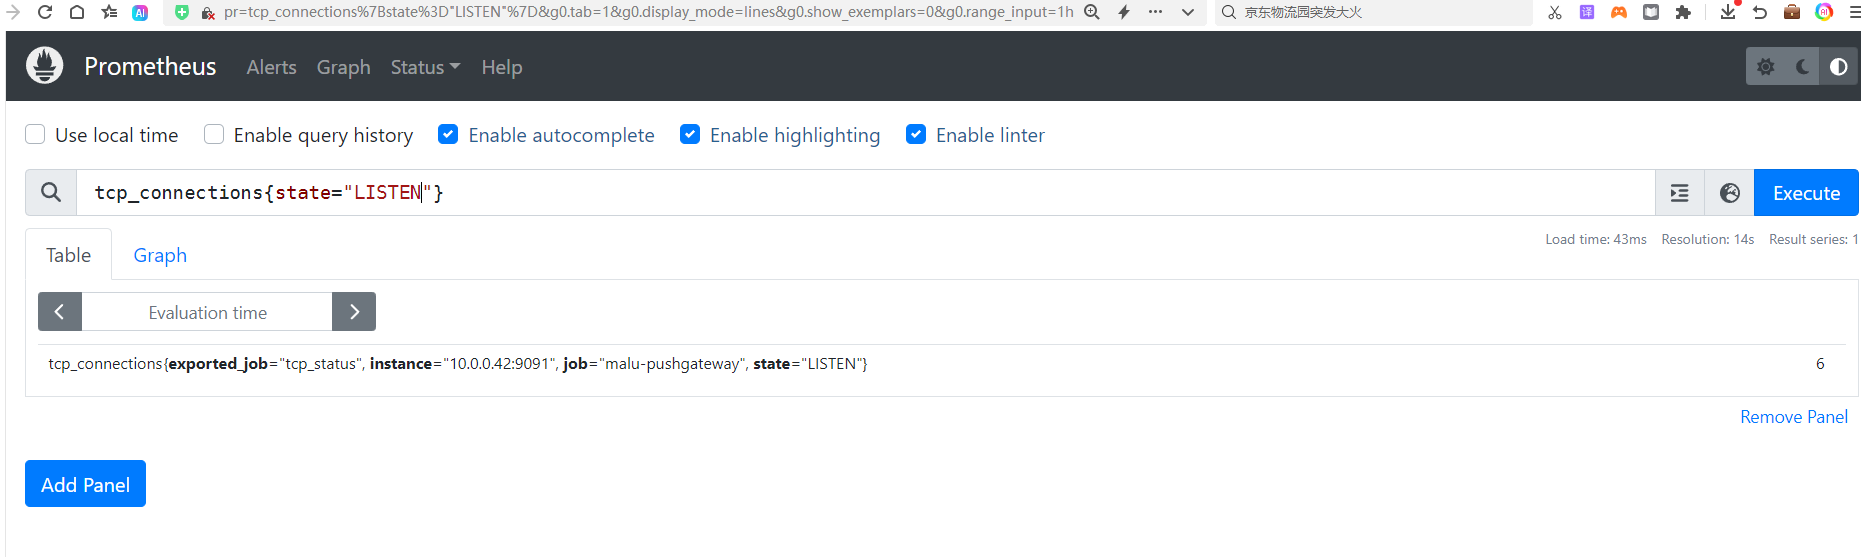 pr=tcp_connections%7Bstate%3D"LISTEN"%7D&g0.tab=1&g0.display_mode=lines&g0.show_exemplars=0&g0.range_input=1h
京东物流园突发大火
Prometheus Alerts Graph Status Help
Use local time Enable query history Enable autocomplete Enable highlighting Enable linter
tcp_connections{state="LISTEN"} Execute
Table Graph Load time: 43ms Resolution: 14s Result series: 1
Evaluation time
tcp_connections{exported_job="tcp_status", instance="10.0.0.42:9091", job="malu-pushgateway", state="LISTEN"} 6
Remove Panel
Add Panel